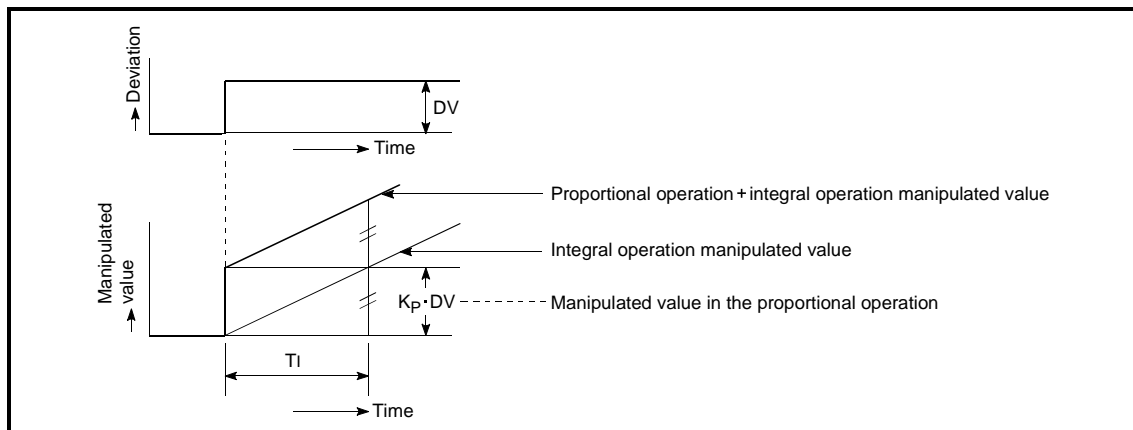 Deviation
DV
Time
Proportional operation + integral operation manipulated value
Integral operation manipulated value
Manipulated
value
KP·DV
Manipulated value in the proportional operation
TI
Time